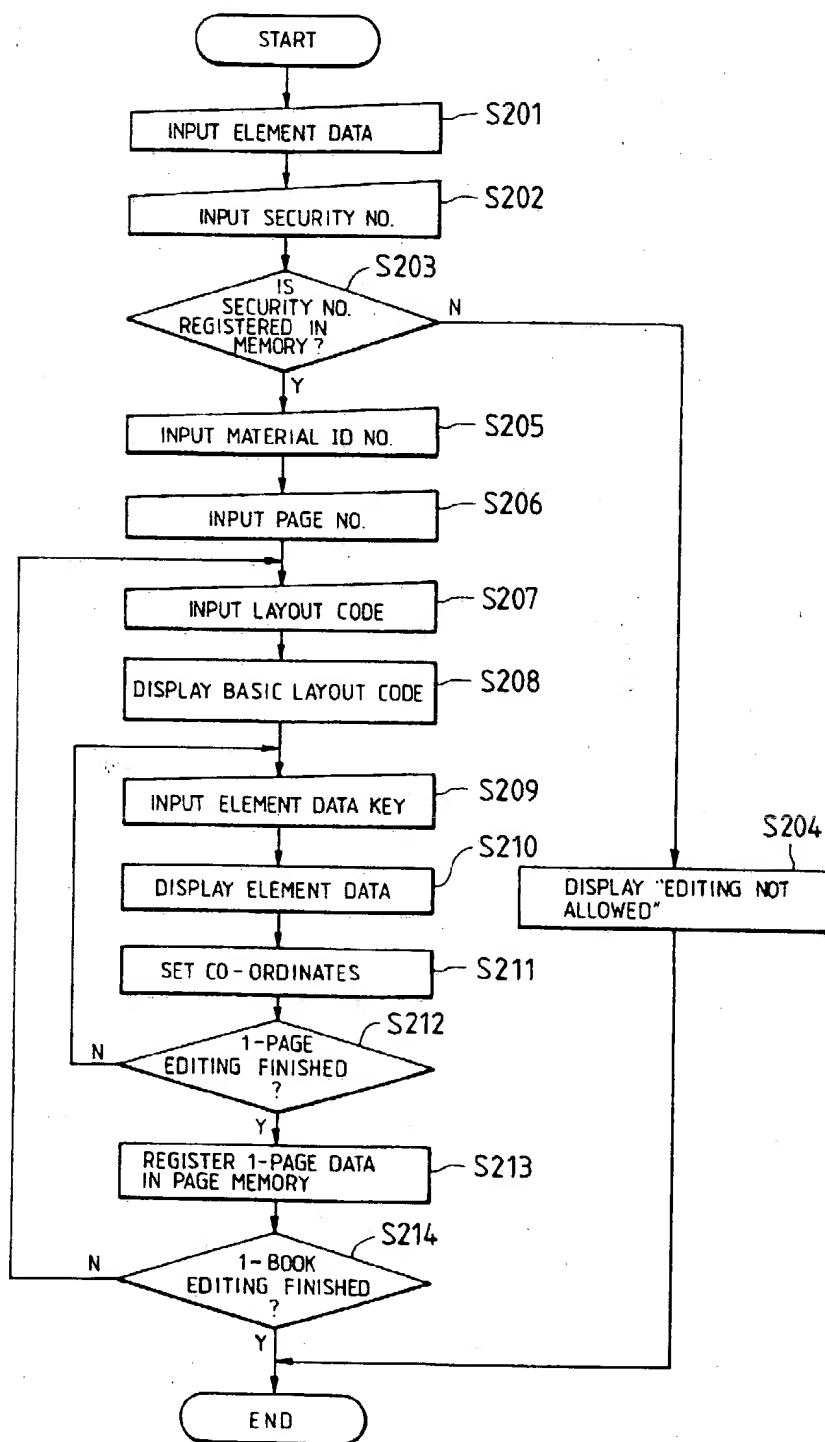 START
INPUT ELEMENT DATA
S201
INPUT SECURITY NO.
S202
S203
IS
SECURITY NO.
REGISTERED IN
MEMORY?
N
Y
INPUT MATERIAL ID NO.
S205
INPUT PAGE NO.
S206
INPUT LAYOUT CODE
S207
DISPLAY BASIC LAYOUT CODE
S208
INPUT ELEMENT DATA KEY
S209
DISPLAY ELEMENT DATA
S210
S204
DISPLAY "EDITING NOT
ALLOWED"
SET CO-ORDINATES
S211
S212
1-PAGE
EDITING FINISHED
?
N
Y
REGISTER 1-PAGE DATA
IN PAGE MEMORY
S213
S214
1-BOOK
EDITING FINISHED
?
N
Y
END